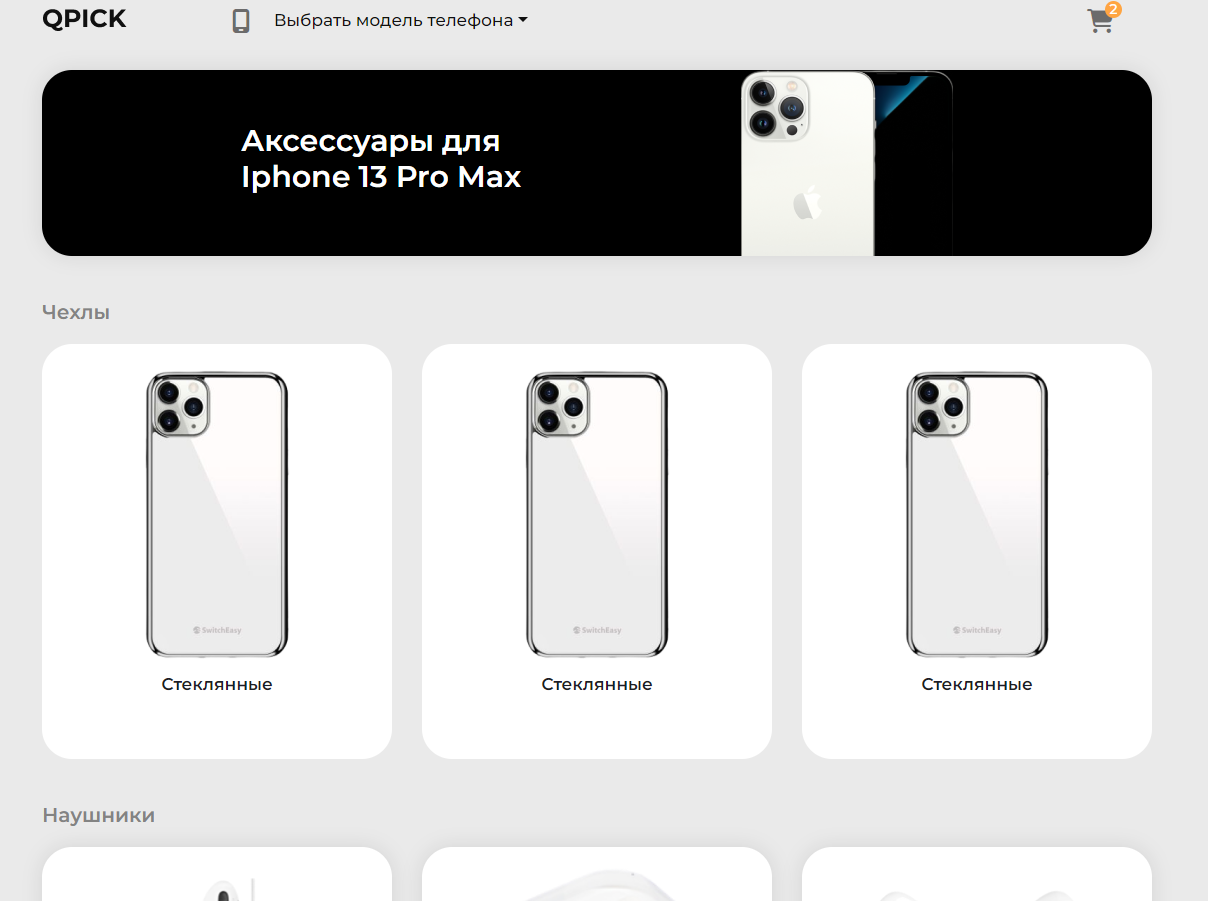 QPICK
Выбрать модель телефона
2
Аксессуары для
Iphone 13 Pro Max
Чехлы
SwitchEasy
SwitchEasy
SwitchEasy
Стеклянные
Стеклянные
Стеклянные
Наушники